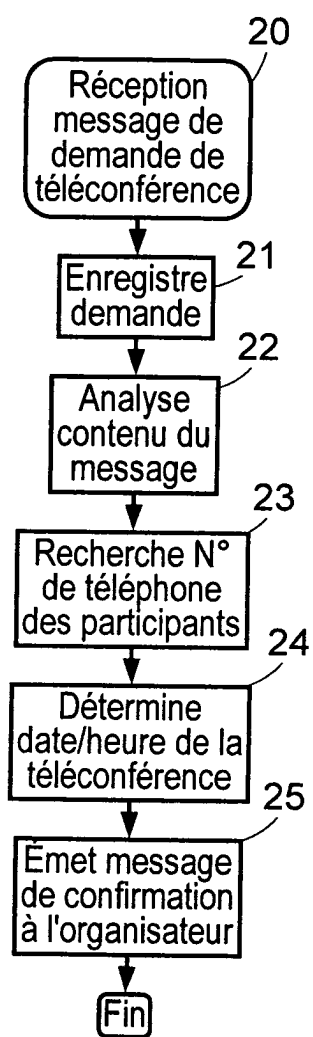 20
Réception
message de
demande de
téléconférence
21
Enregistre
demande
22
Analyse
contenu du
message
23
Recherche N°
de téléphone
des participants
24
Détermine
date/heure de la
téléconférence
25
Émet message
de confirmation
à l'organisateur
Fin